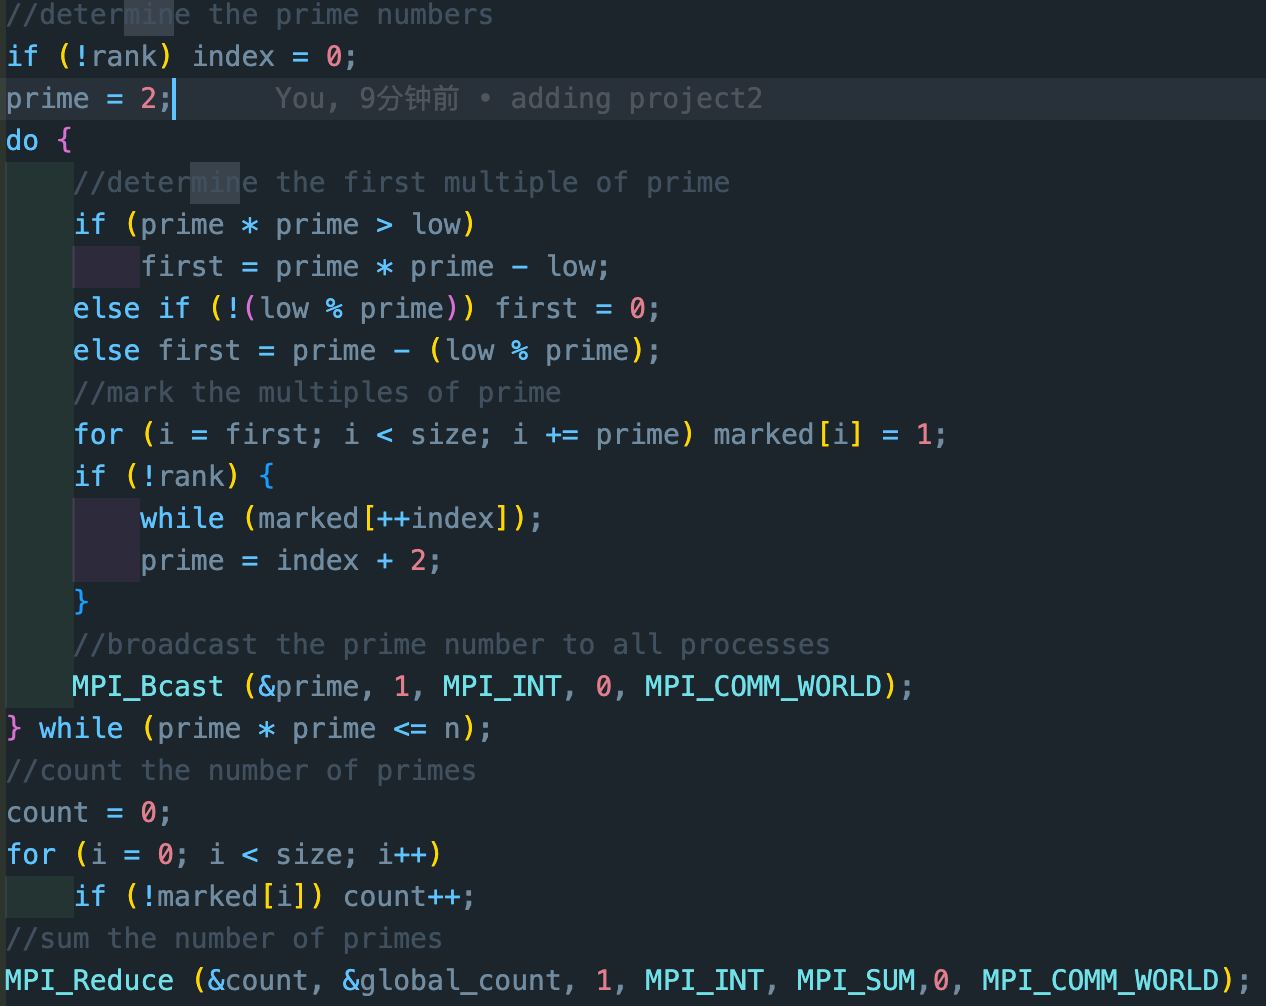 //determine the prime numbers
if (!rank) index = 0;
prime = 2; You, 9分钟前 • adding project2
do {
//determine the first multiple of prime
if (prime * prime > low)
first = prime * prime - low;
else if (!(low % prime)) first = 0;
else first = prime - (low % prime);
//mark the multiples of prime
for (i = first; i < size; i += prime) marked[i] = 1;
if (!rank) {
while (marked[++index]);
prime = index + 2;
}
//broadcast the prime number to all processes
MPI_Bcast (&prime, 1, MPI_INT, 0, MPI_COMM_WORLD);
} while (prime * prime <= n);
//count the number of primes
count = 0;
for (i = 0; i < size; i++)
if (!marked[i]) count++;
//sum the number of primes
MPI_Reduce (&count, &global_count, 1, MPI_INT, MPI_SUM,0, MPI_COMM_WORLD);